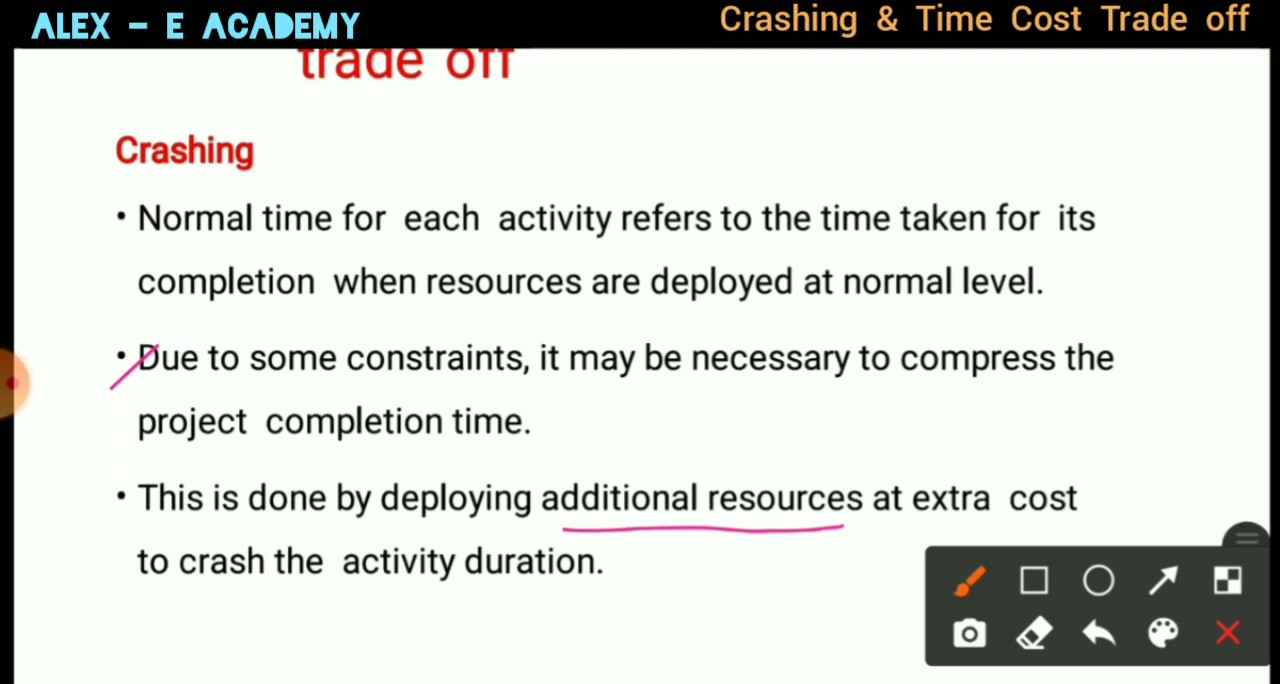 ALEX - E ACADEMY
Crashing & Time Cost Trade off
trade off
Crashing
• Normal time for each activity refers to the time taken for its
completion when resources are deployed at normal level.
• Due to some constraints, it may be necessary to compress the
project completion time.
• This is done by deploying additional resources at extra cost
to crash the activity duration.